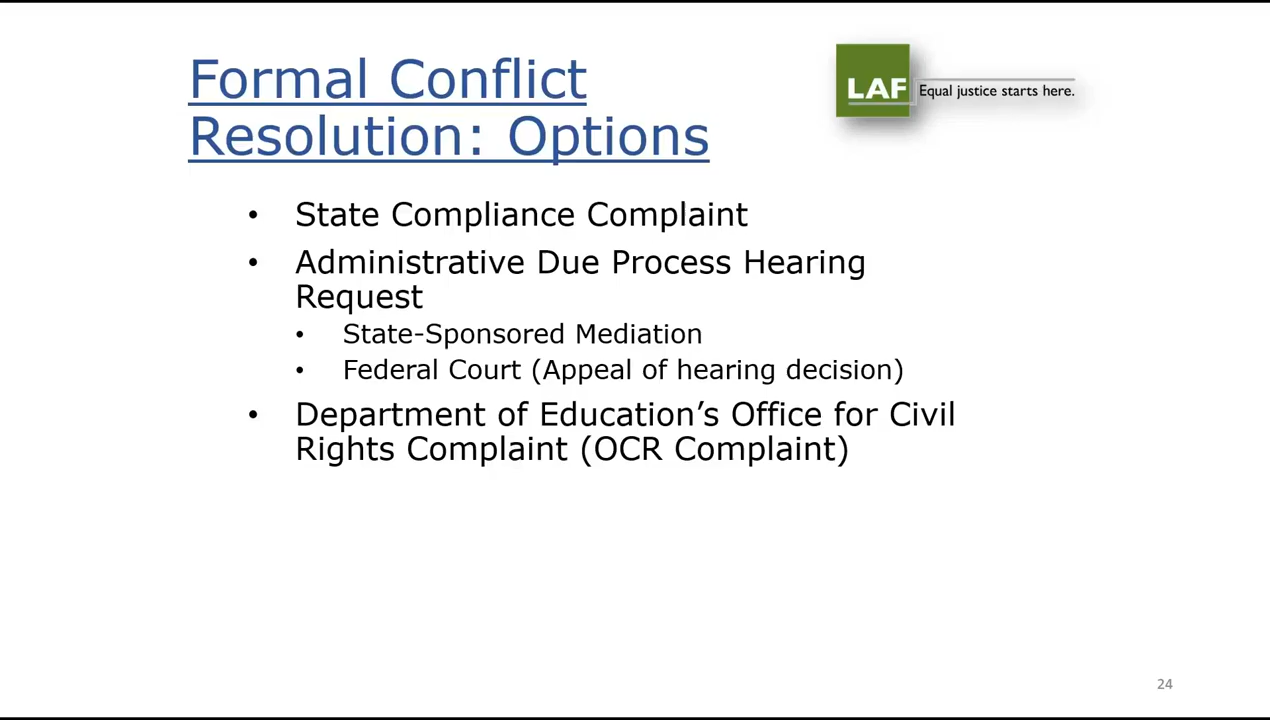 Formal Conflict
Resolution: Options
LAF Equal justice starts here.
• State Compliance Complaint
• Administrative Due Process Hearing
Request
• State-Sponsored Mediation
• Federal Court (Appeal of hearing decision)
• Department of Education’s Office for Civil
Rights Complaint (OCR Complaint)
24